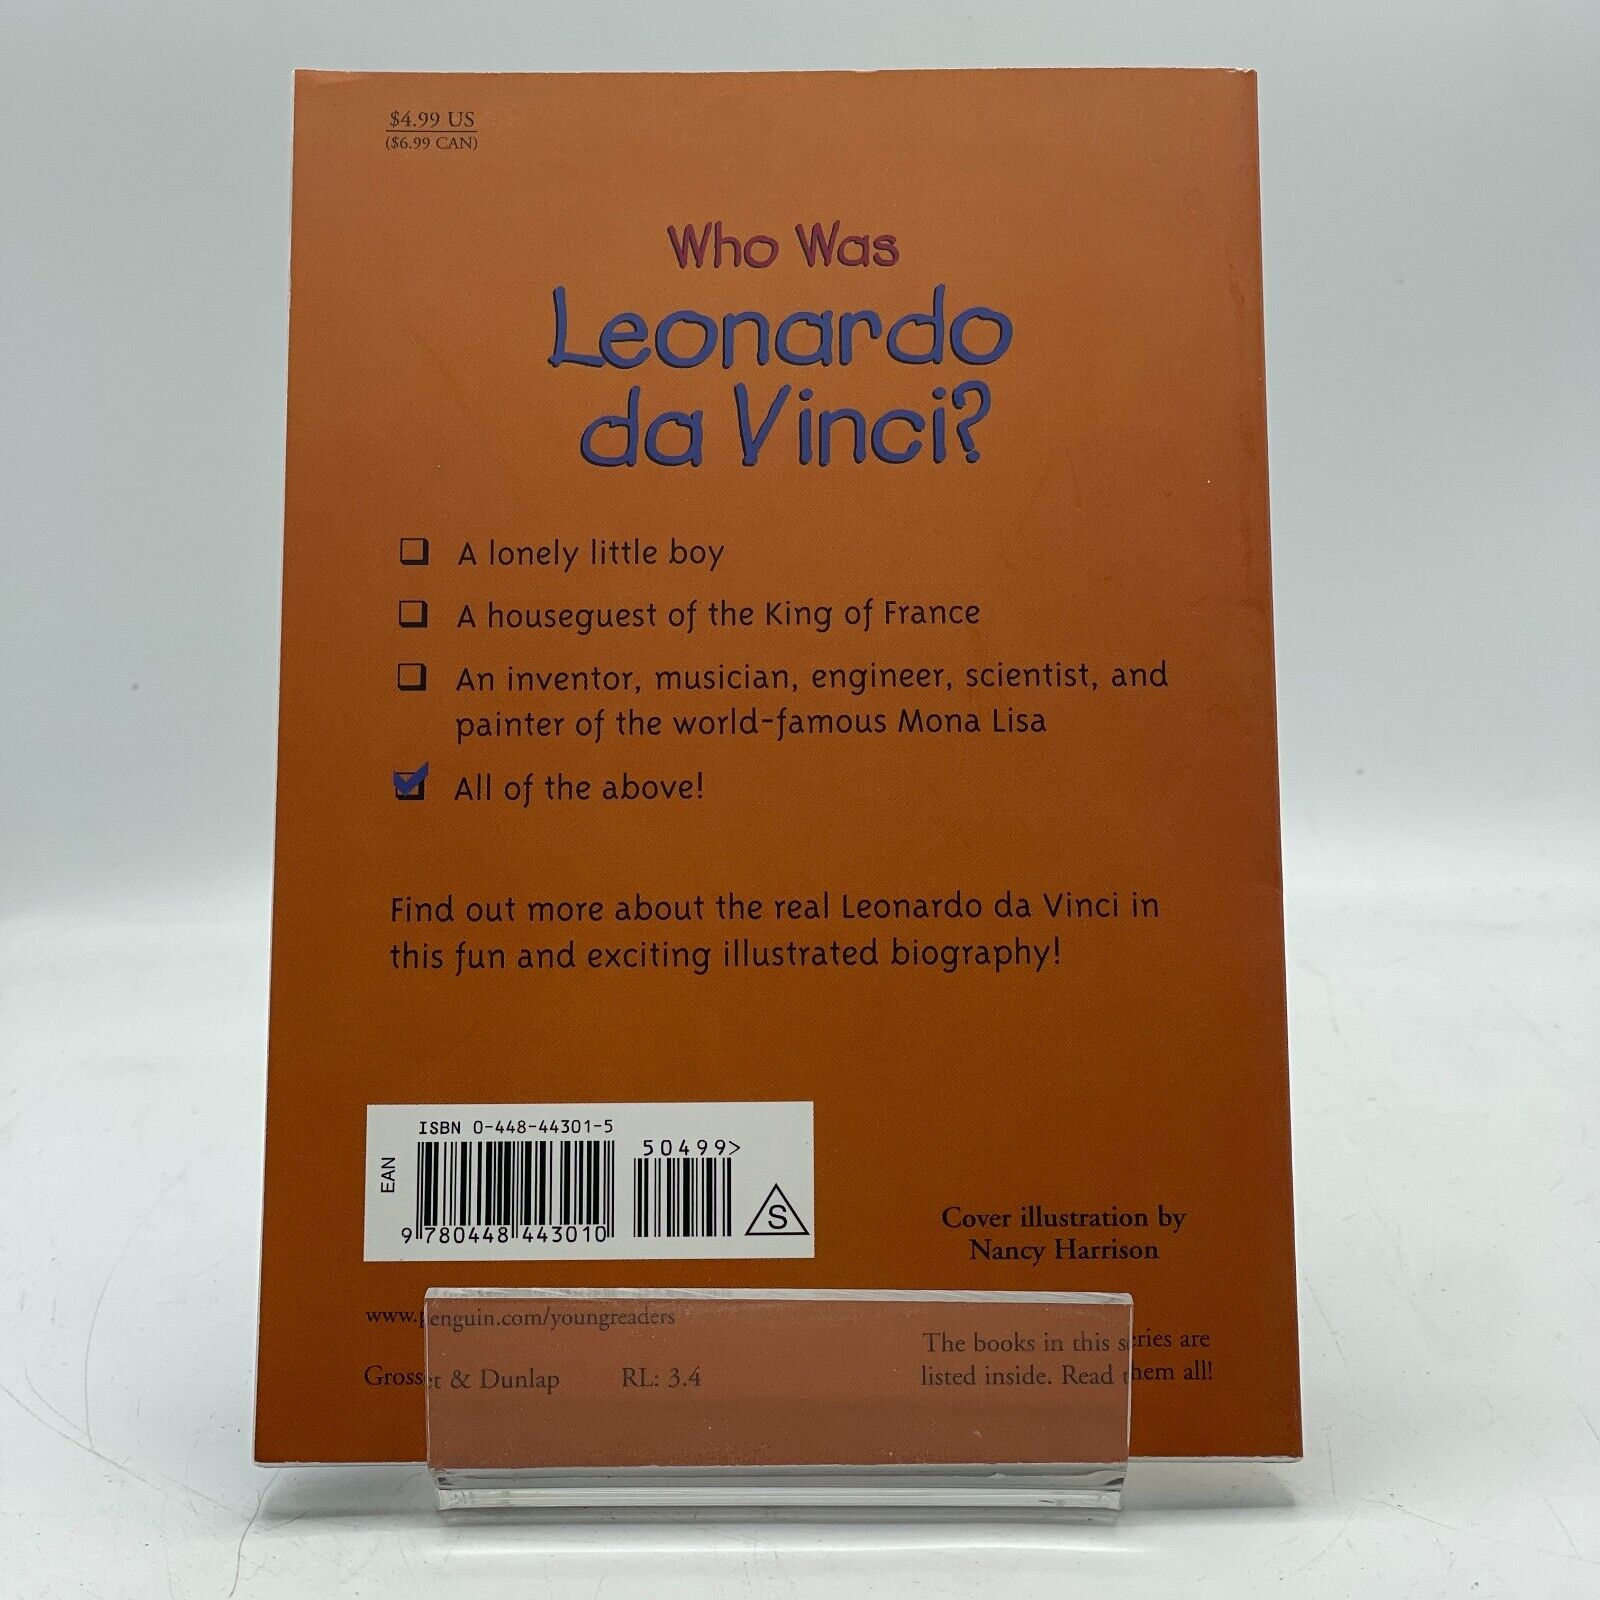 $4.99 US
($6.99 CAN)
Who Was
Leonardo
da Vinci?
A lonely little boy
A houseguest of the King of France
An inventor, musician, engineer, scientist, and
painter of the world-famous Mona Lisa
All of the above!
Find out more about the real Leonardo da Vinci in
this fun and exciting illustrated biography!
ISBN 0-448-44301-5
50499>
EAN
9 780448 443010
S
Cover illustration by
Nancy Harrison
www.penguin.com/youngreaders
Grosset & Dunlap RL: 3.4
The books in this series are
listed inside. Read them all!